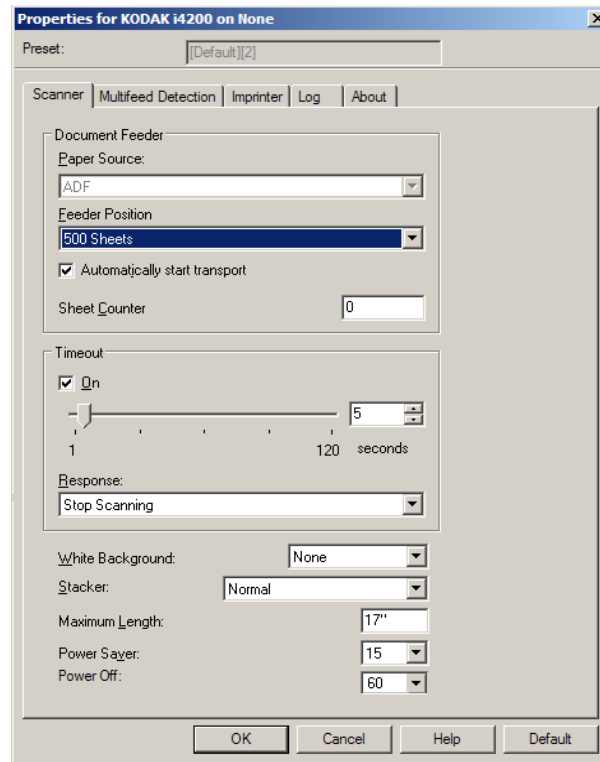 Properties for KODAK i4200 on None
Preset: [Default][2]
Scanner Multifeed Detection Imprinter Log About
Document Feeder
Paper Source:
ADF
Feeder Position
500 Sheets
Automatically start transport
Sheet Counter 0
Timeout
On
5
1 120 seconds
Response:
Stop Scanning
White Background: None
Stacker: Normal
Maximum Length: 17"
Power Saver: 15
Power Off: 60
OK Cancel Help Default